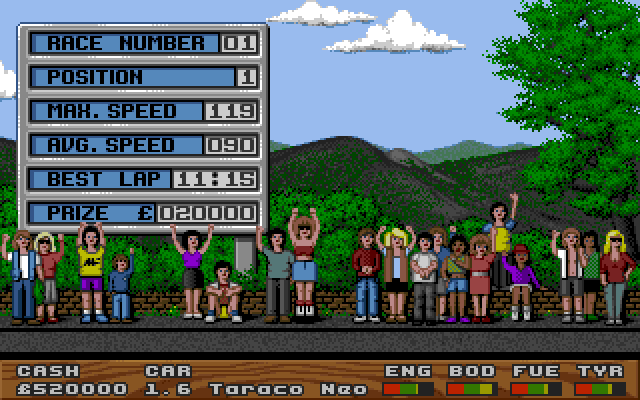 RACE NUMBER 01
POSITION 1
MAX. SPEED 119
AVG. SPEED 090
BEST LAP 11:15
PRIZE £020000
CASH CAR ENG BOD FUE TYR
£520000 1.6 Taraco Neo